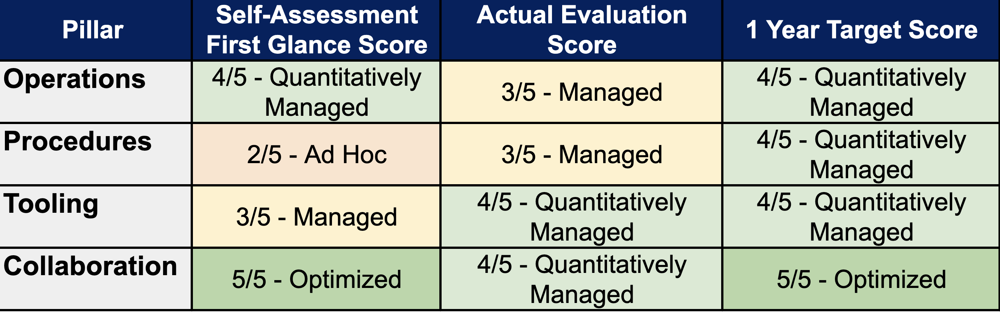 Pillar
Self-Assessment
First Glance Score
Actual Evaluation
Score
1 Year Target Score
Operations
4/5 - Quantitatively
Managed
3/5 - Managed
4/5 - Quantitatively
Managed
Procedures
2/5 - Ad Hoc
3/5 - Managed
4/5 - Quantitatively
Managed
Tooling
3/5 - Managed
4/5 - Quantitatively
Managed
4/5 - Quantitatively
Managed
Collaboration
5/5 - Optimized
4/5 - Quantitatively
Managed
5/5 - Optimized